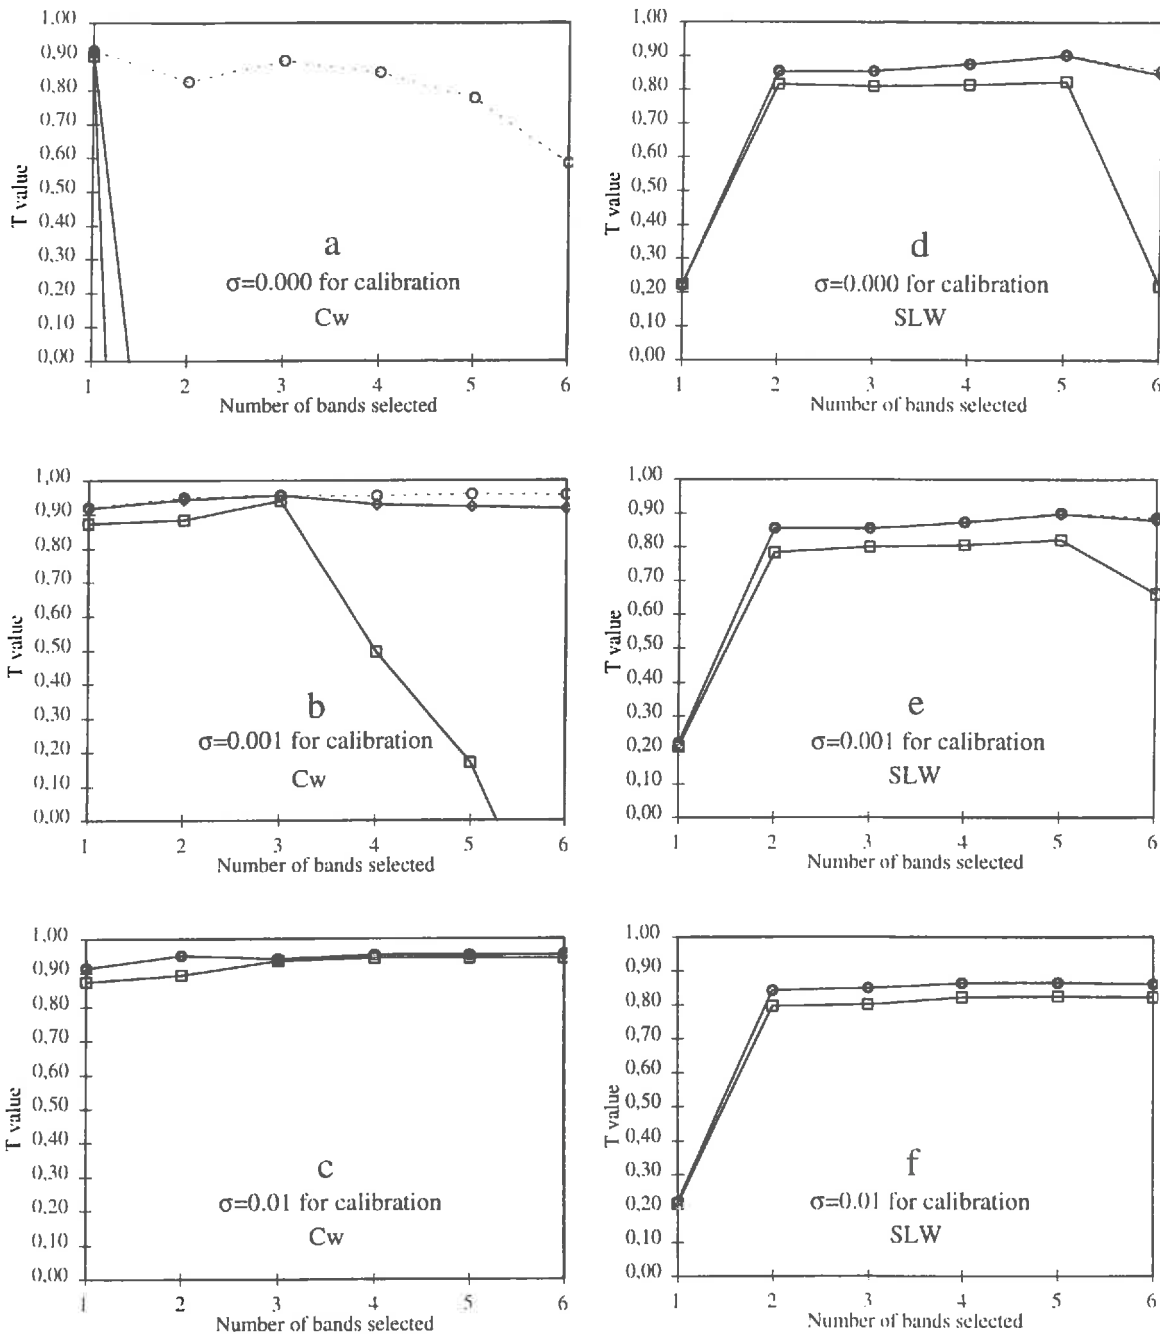 1,00
0,90
0,80
0,70
0,60
0,50
0,40
0,30
0,20
0,10
0,00
T value
a
σ=0.000 for calibration
Cw
1 2 3 4 5 6
Number of bands selected
1,00
0,90
0,80
0,70
0,60
0,50
0,40
0,30
0,20
0,10
0,00
T value
d
σ=0.000 for calibration
SLW
1 2 3 4 5 6
Number of bands selected
1,00
0,90
0,80
0,70
0,60
0,50
0,40
0,30
0,20
0,10
0,00
T value
b
σ=0.001 for calibration
Cw
1 2 3 4 5 6
Number of bands selected
1,00
0,90
0,80
0,70
0,60
0,50
0,40
0,30
0,20
0,10
0,00
T value
e
σ=0.001 for calibration
SLW
1 2 3 4 5 6
Number of bands selected
1,00
0,90
0,80
0,70
0,60
0,50
0,40
0,30
0,20
0,10
0,00
T value
c
σ=0.01 for calibration
Cw
1 2 3 4 5 6
Number of bands selected
1,00
0,90
0,80
0,70
0,60
0,50
0,40
0,30
0,20
0,10
0,00
T value
f
σ=0.01 for calibration
SLW
1 2 3 4 5 6
Number of bands selected